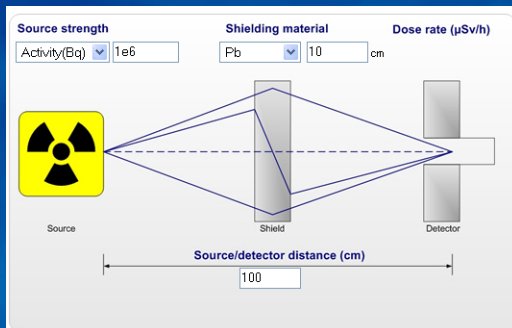 Source strength
Shielding material
Dose rate (µSv/h)
Activity(Bq) 1e6
Pb 10 cm
Source
Shield
Detector
Source/detector distance (cm)
100